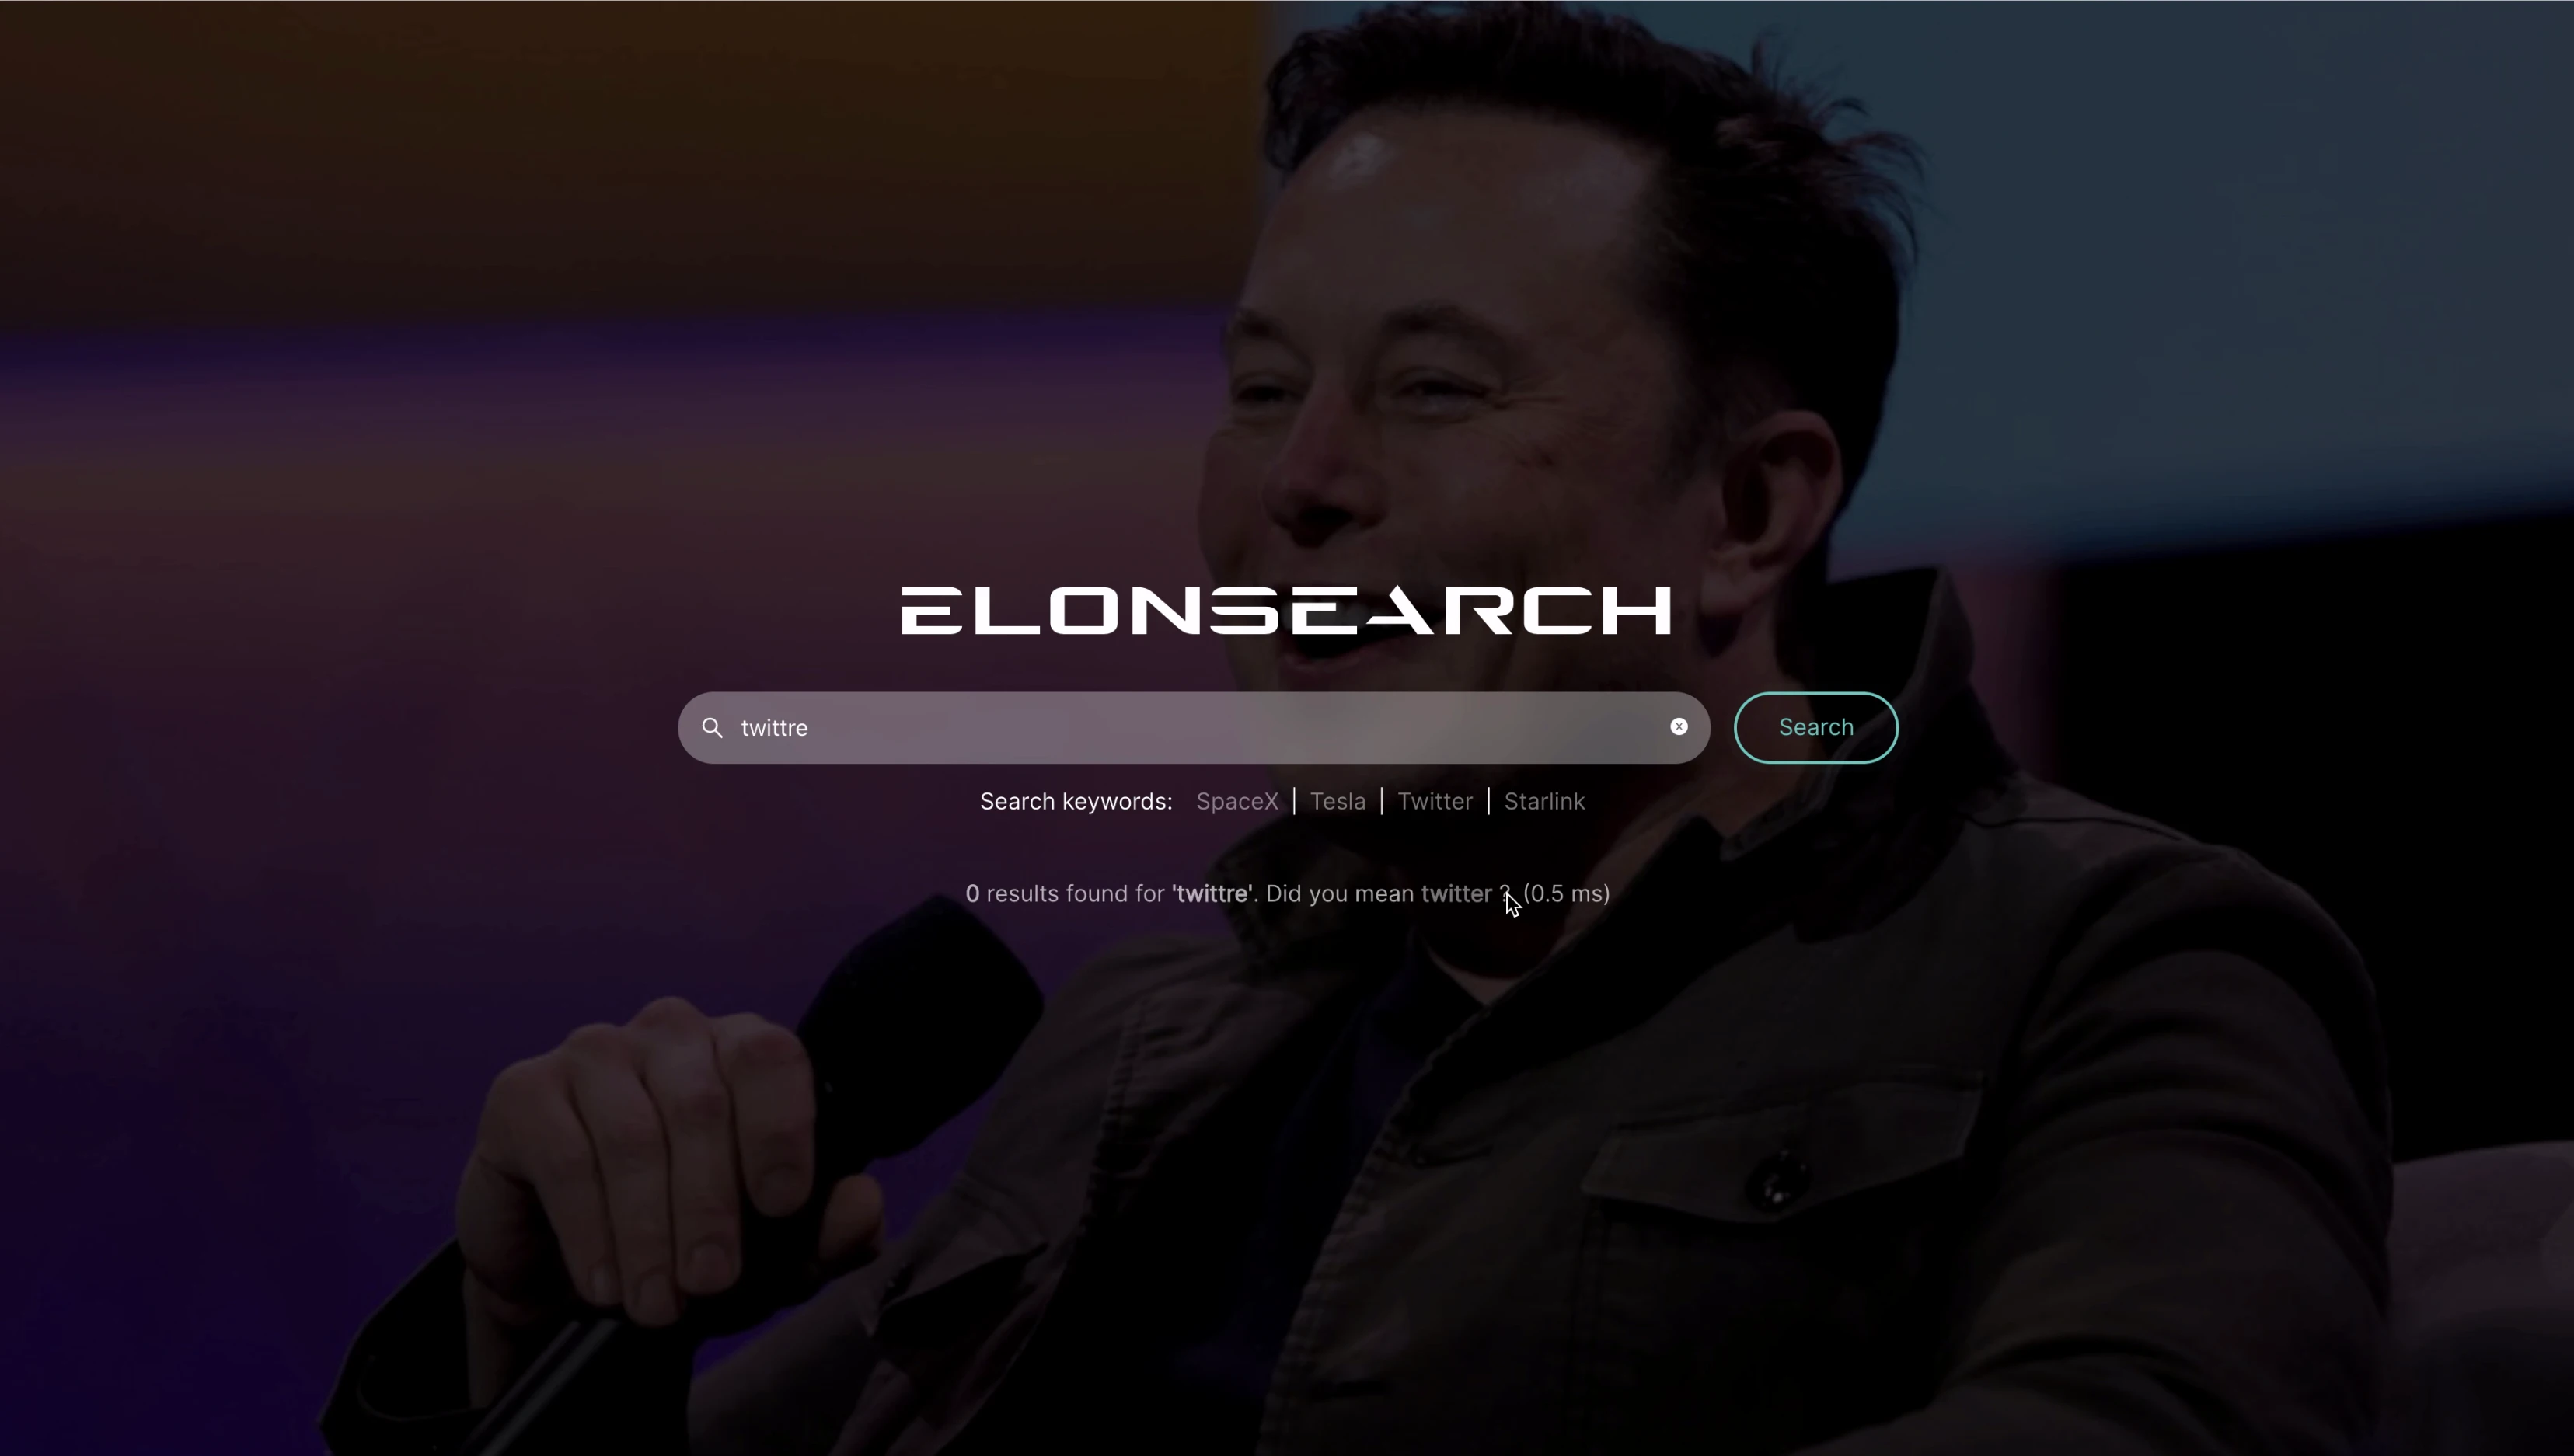 ELONSEARCH
twittre
Search
Search keywords: SpaceX | Tesla | Twitter | Starlink
0 results found for 'twittre'. Did you mean twitter ? (0.5 ms)